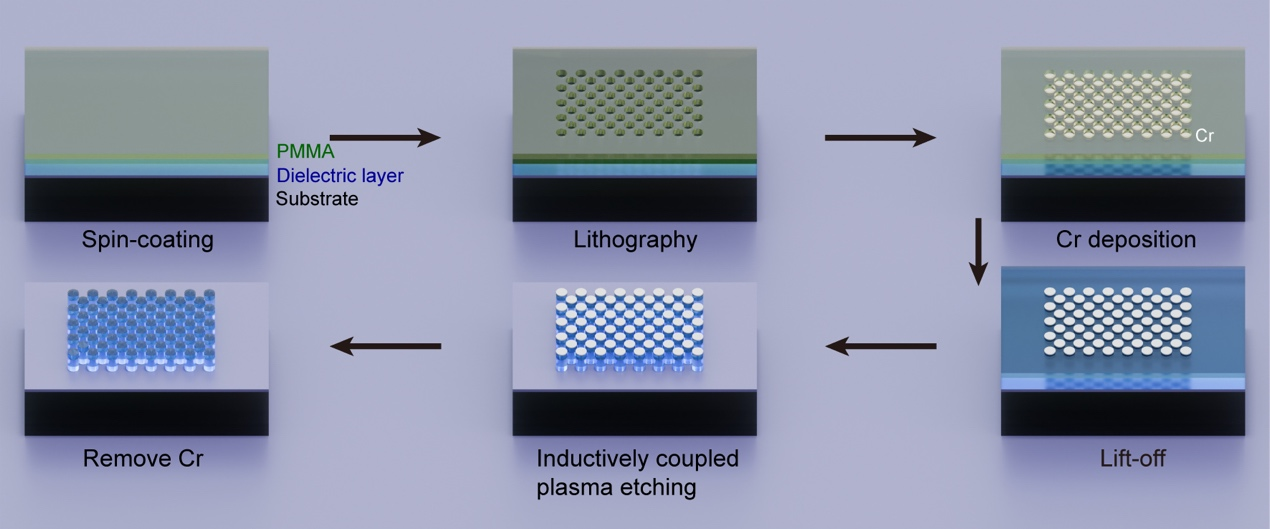 PMMA
Dielectric layer
Substrate
Spin-coating
Lithography
Cr
Cr deposition
Lift-off
Inductively coupled
plasma etching
Remove Cr